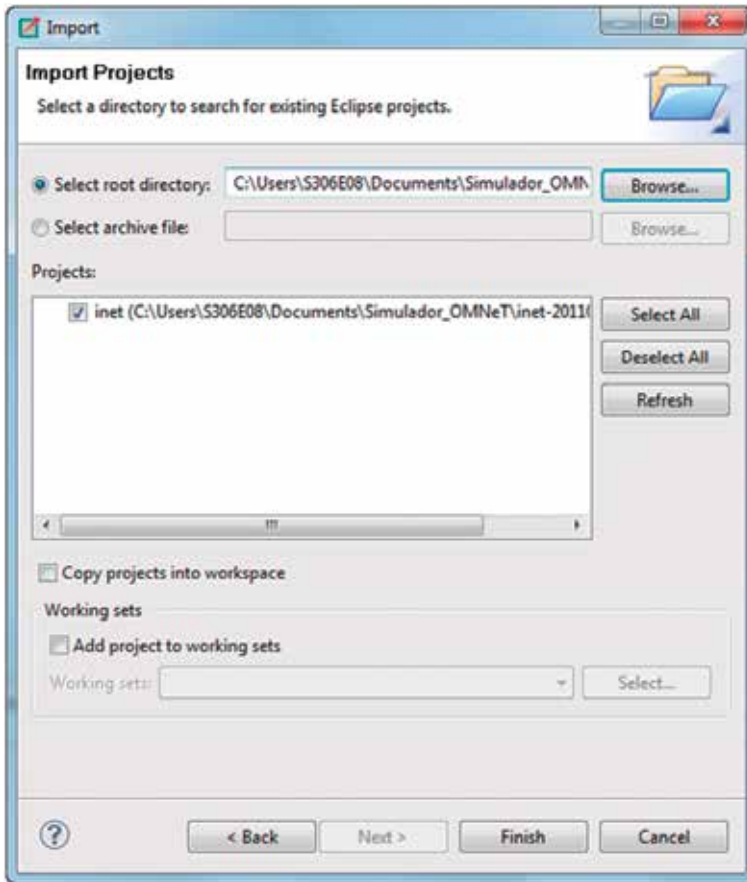 Import
Import Projects
Select a directory to search for existing Eclipse projects.
Select root directory: C:\Users\S306E08\Documents\Simulador_OMN Browse...
Select archive file: Browse...
Projects:
inet (C:\Users\S306E08\Documents\Simulador_OMNeT\inet-2011 Select All
Deselect All
Refresh
Copy projects into workspace
Working sets
Add project to working sets
Working sets: Select...
? < Back Next > Finish Cancel